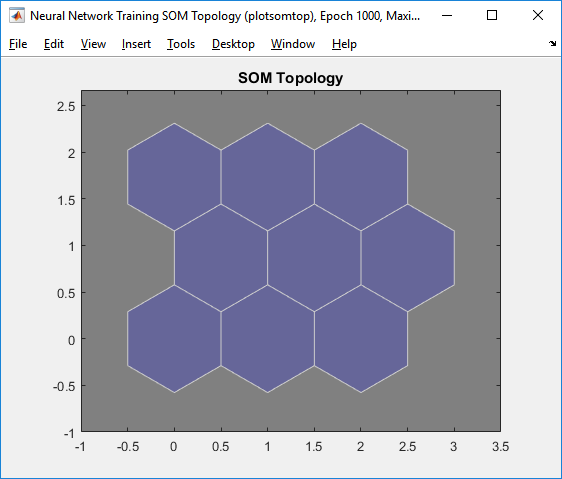 Neural Network Training SOM Topology (plotsomtop), Epoch 1000, Maxi...
File Edit View Insert Tools Desktop Window Help
SOM Topology
2.5
2
1.5
1
0.5
0
-0.5
-1
-1 -0.5 0 0.5 1 1.5 2 2.5 3 3.5